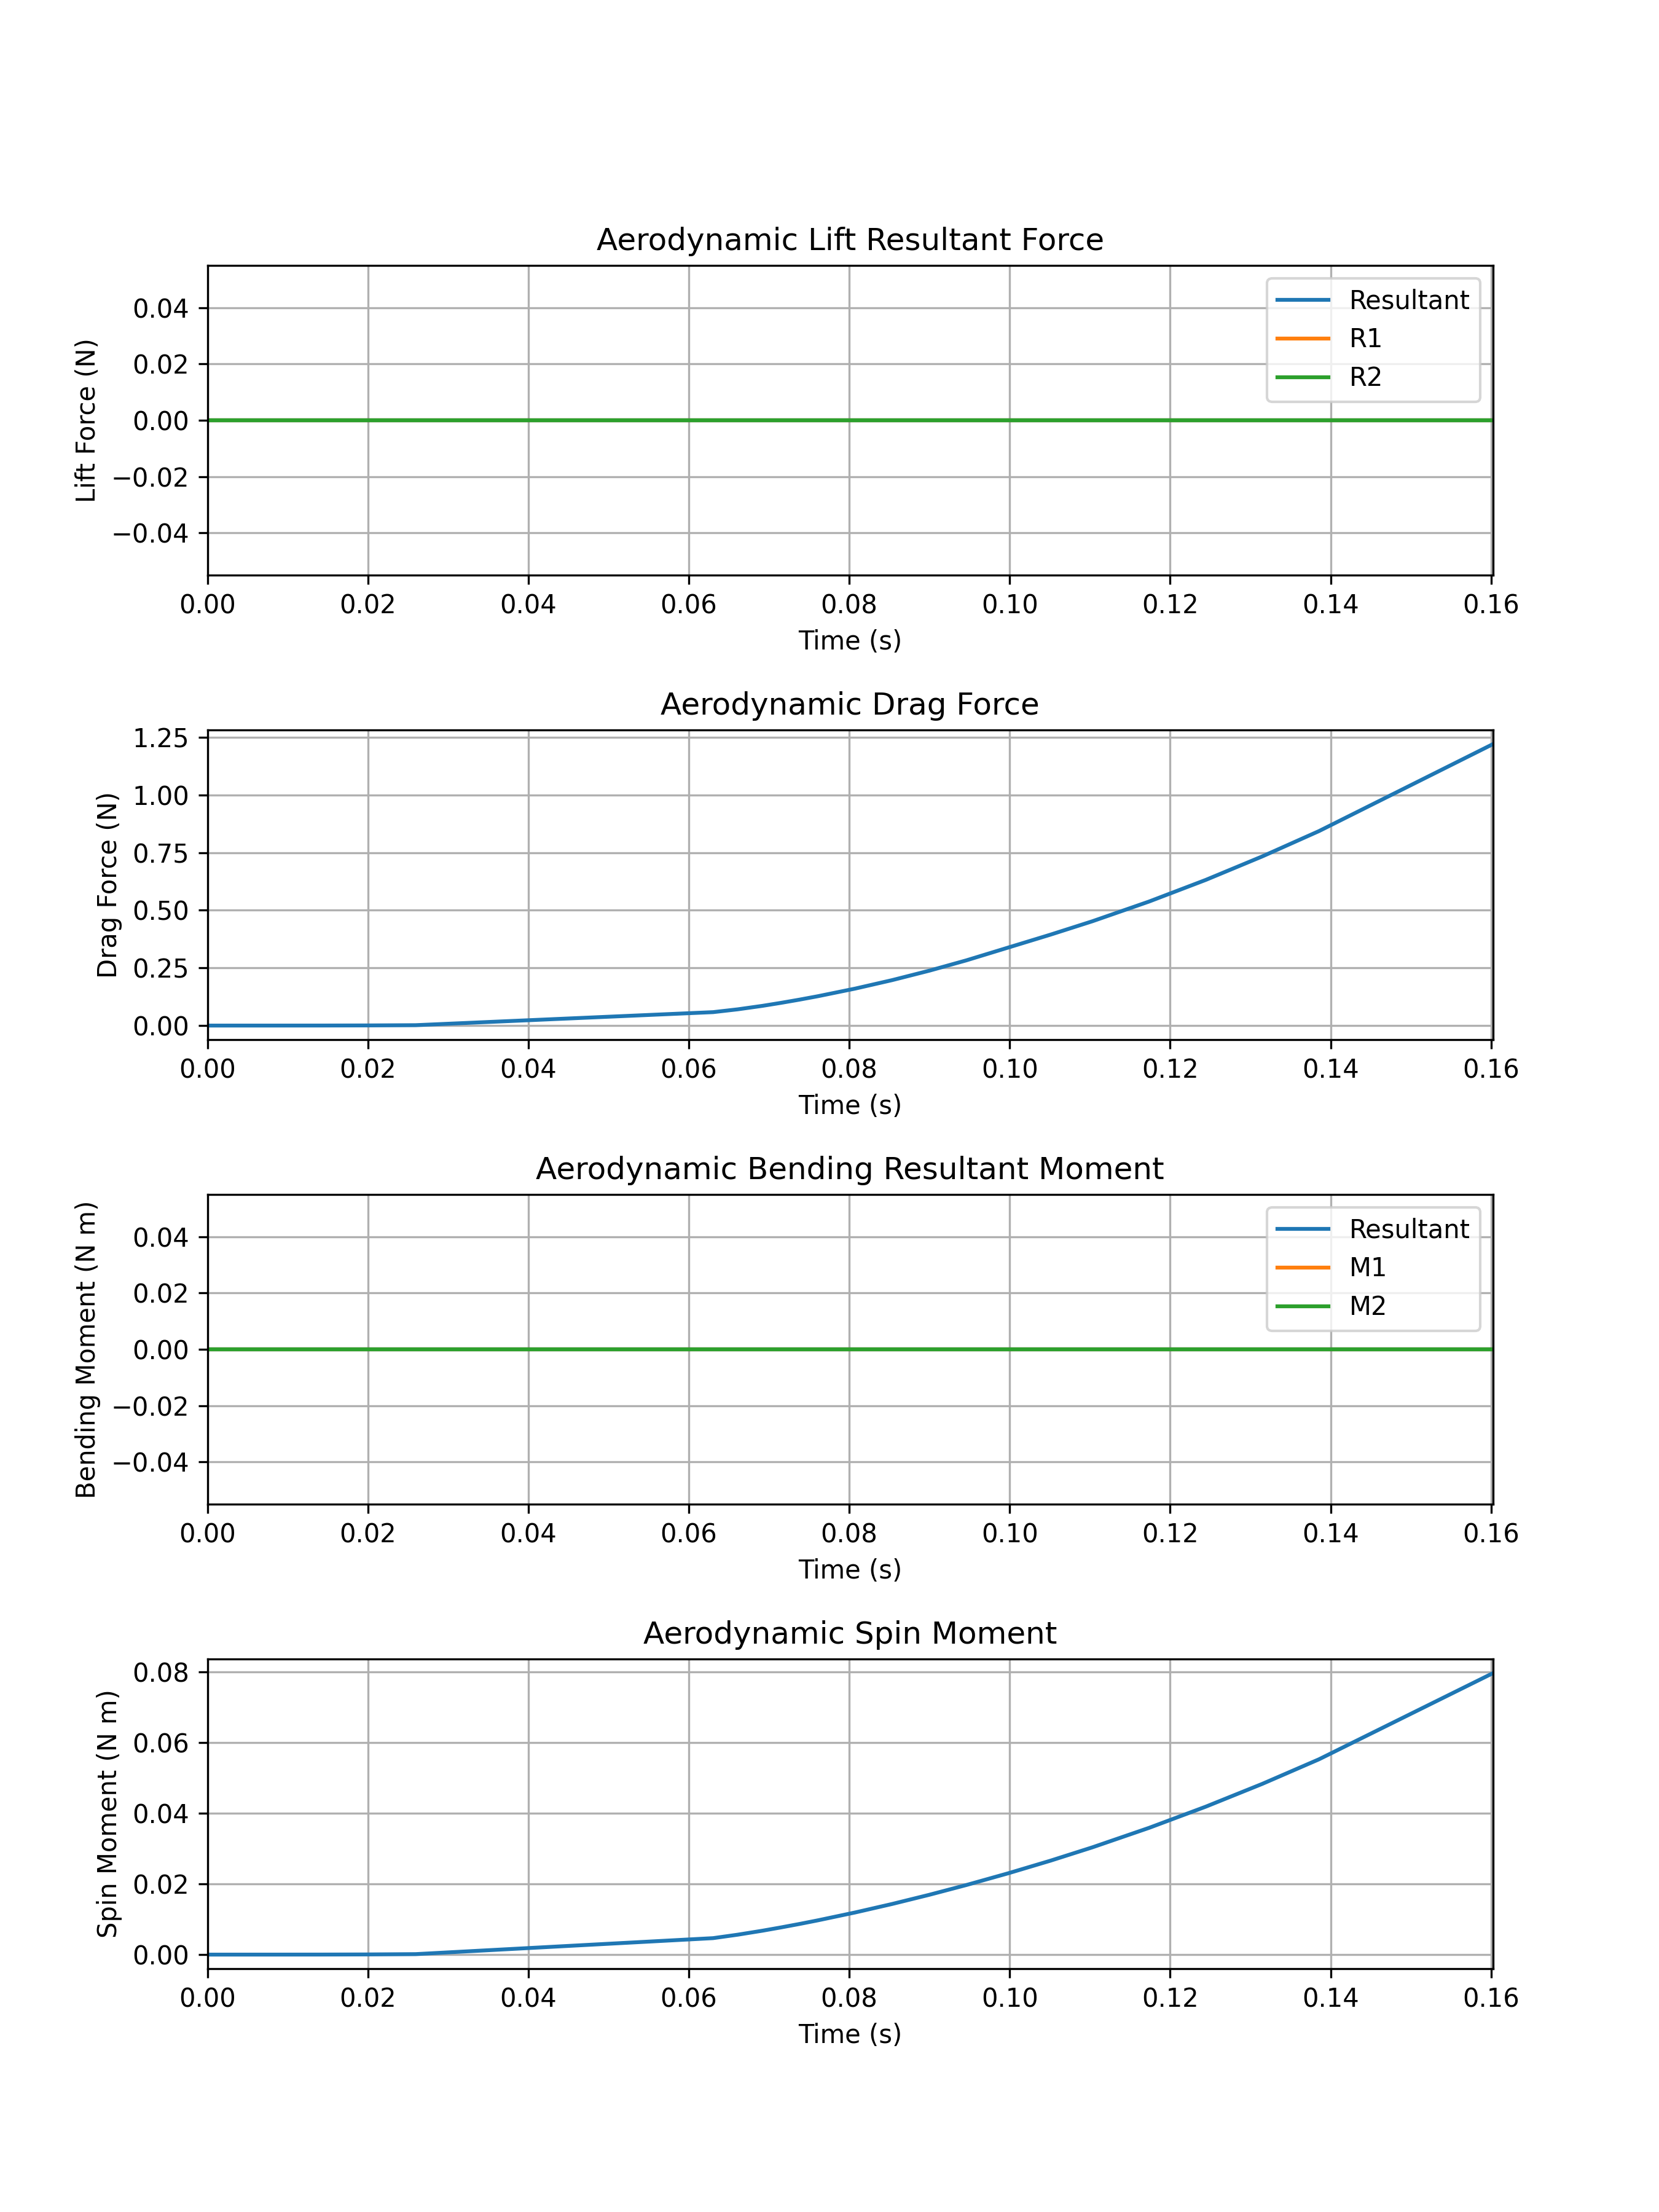 Aerodynamic Lift Resultant Force
Lift Force (N)
0.04
0.02
0.00
−0.02
−0.04
Resultant
R1
R2
0.00 0.02 0.04 0.06 0.08 0.10 0.12 0.14 0.16
Time (s)
Aerodynamic Drag Force
Drag Force (N)
1.25
1.00
0.75
0.50
0.25
0.00
0.00 0.02 0.04 0.06 0.08 0.10 0.12 0.14 0.16
Time (s)
Aerodynamic Bending Resultant Moment
Bending Moment (N m)
0.04
0.02
0.00
−0.02
−0.04
Resultant
M1
M2
0.00 0.02 0.04 0.06 0.08 0.10 0.12 0.14 0.16
Time (s)
Aerodynamic Spin Moment
Spin Moment (N m)
0.08
0.06
0.04
0.02
0.00
0.00 0.02 0.04 0.06 0.08 0.10 0.12 0.14 0.16
Time (s)